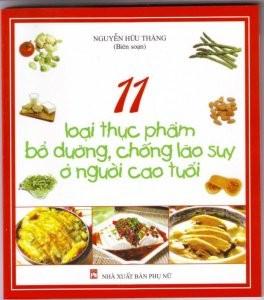 NGUYỄN HỮU THĂNG
(Biên soạn)
11
loại thực phẩm
bổ dưỡng, chống lão suy
ở người cao tuổi
NHÀ XUẤT BẢN PHỤ NỮ